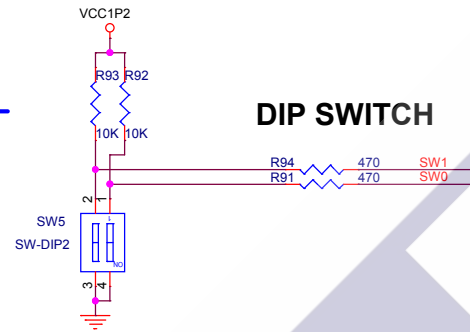 VCC1P2
R93 R92
10K 10K
DIP SWITCH
R94 470 SW1
R91 470 SW0
2 1
SW5
SW-DIP2
1
ON
3 4